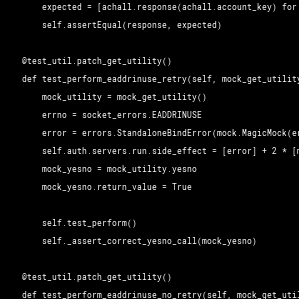 expected = [achall.response(achall.account_key) for
self.assertEqual(response, expected)
@test_util.patch_get_utility()
def test_perform_eaddrinuse_retry(self, mock_get_utility
mock_utility = mock_get_utility()
errno = socket_errors.EADDRINUSE
error = errors.StandaloneBindError(mock.MagicMock(er
self.auth.servers.run.side_effect = [error] + 2 * [m
mock_yesno = mock_utility.yesno
mock_yesno.return_value = True
self.test_perform()
self._assert_correct_yesno_call(mock_yesno)
@test_util.patch_get_utility()
def test_perform_eaddrinuse_no_retry(self, mock_get_util